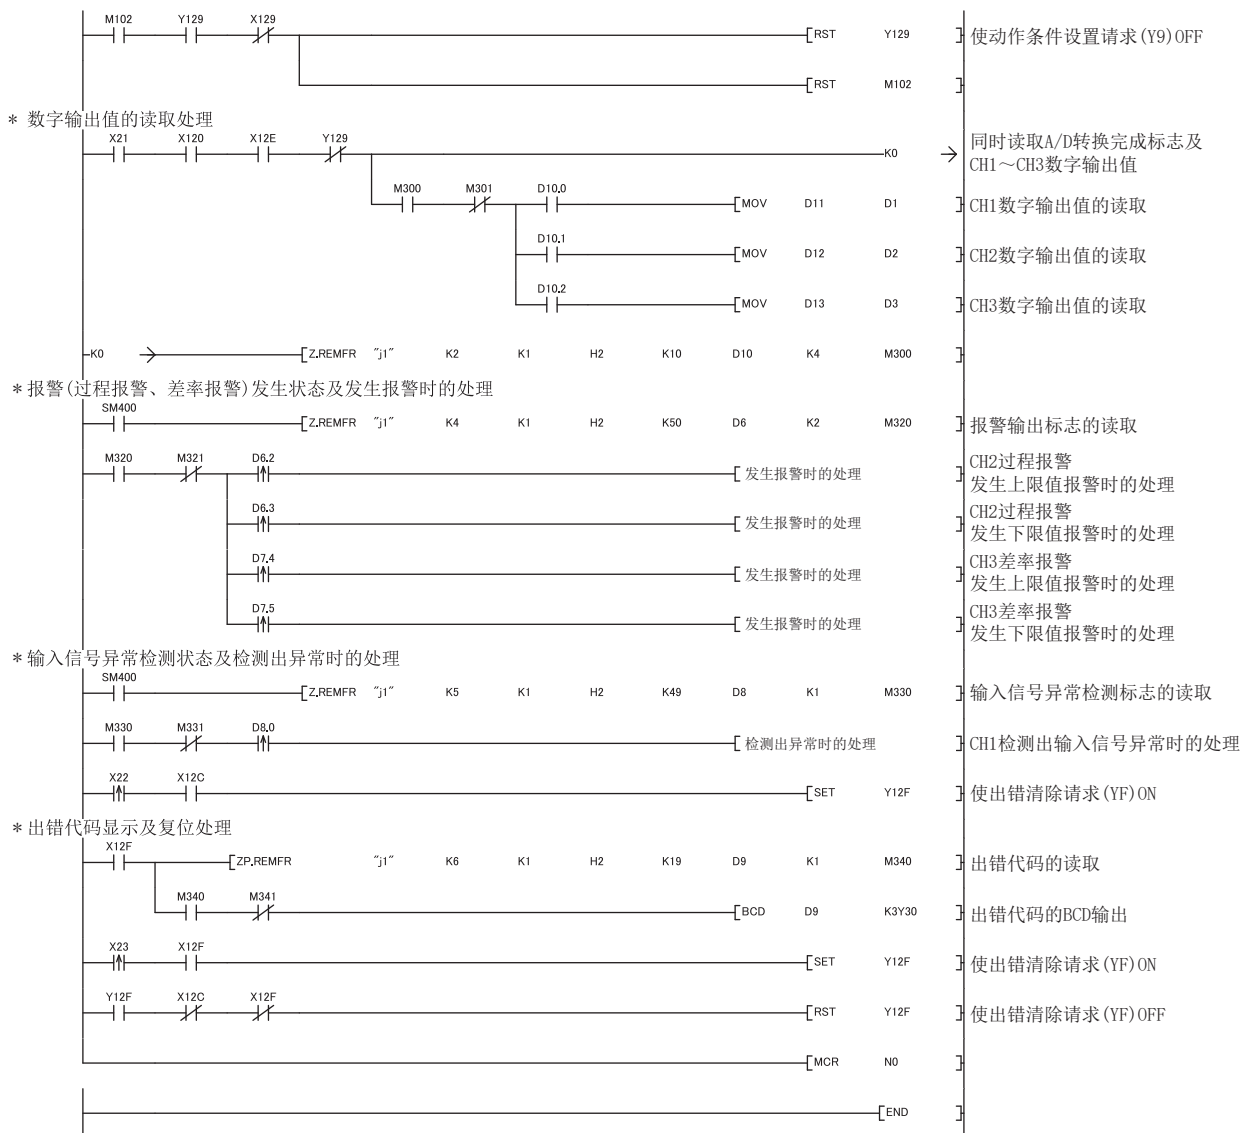 M102 Y129 X129
RST Y129 使动作条件设置请求(Y9)OFF
RST M102
* 数字输出值的读取处理
X21 X120 X12E Y129
K0 同时读取A/D转换完成标志及
CH1～CH3数字输出值
M300 M301 D10.0
MOV D11 D1 CH1数字输出值的读取
D10.1
MOV D12 D2 CH2数字输出值的读取
D10.2
MOV D13 D3 CH3数字输出值的读取
K0 Z.REMFR "j1" K2 K1 H2 K10 D10 K4 M300
* 报警(过程报警、差率报警)发生状态及发生报警时的处理
SM400
Z.REMFR "j1" K4 K1 H2 K50 D6 K2 M320 报警输出标志的读取
M320 M321 D6.2
发生报警时的处理 CH2过程报警
发生上限值报警时的处理
D6.3
发生报警时的处理 CH2过程报警
发生下限值报警时的处理
D7.4
发生报警时的处理 CH3差率报警
发生上限值报警时的处理
D7.5
发生报警时的处理 CH3差率报警
发生下限值报警时的处理
* 输入信号异常检测状态及检测出异常时的处理
SM400
Z.REMFR "j1" K5 K1 H2 K49 D8 K1 M330 输入信号异常检测标志的读取
M330 M331 D8.0
检测出异常时的处理 CH1检测出输入信号异常时的处理
X22 X12C
SET Y12F 使出错清除请求(YF)ON
* 出错代码显示及复位处理
X12F
ZP.REMFR "j1" K6 K1 H2 K19 D9 K1 M340 出错代码的读取
M340 M341
BCD D9 K3Y30 出错代码的BCD输出
X23 X12F
SET Y12F 使出错清除请求(YF)ON
Y12F X12C X12F
RST Y12F 使出错清除请求(YF)OFF
MCR N0
END